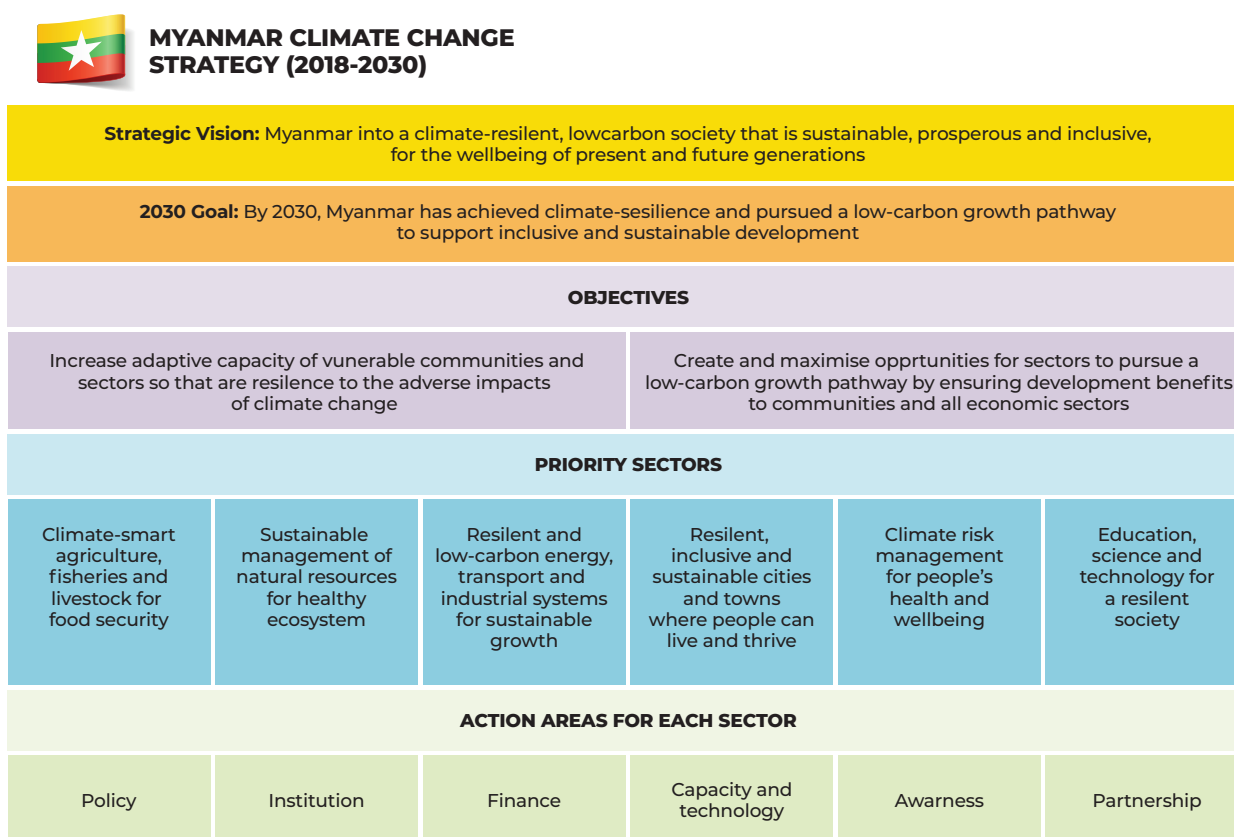 MYANMAR CLIMATE CHANGE
STRATEGY (2018-2030)
Strategic Vision: Myanmar into a climate-resilent, lowcarbon society that is sustainable, prosperous and inclusive,
for the wellbeing of present and future generations
2030 Goal: By 2030, Myanmar has achieved climate-sesilience and pursued a low-carbon growth pathway
to support inclusive and sustainable development
OBJECTIVES
Increase adaptive capacity of vunerable communities and
sectors so that are resilence to the adverse impacts
of climate change
Create and maximise opprtunities for sectors to pursue a
low-carbon growth pathway by ensuring development benefits
to communities and all economic sectors
PRIORITY SECTORS
Climate-smart
agriculture,
fisheries and
livestock for
food security
Sustainable
management of
natural resources
for healthy
ecosystem
Resilent and
low-carbon energy,
transport and
industrial systems
for sustainable
growth
Resilent,
inclusive and
sustainable cities
and towns
where people can
live and thrive
Climate risk
management
for people's
health and
wellbeing
Education,
science and
technology for
a resilent
society
ACTION AREAS FOR EACH SECTOR
Policy
Institution
Finance
Capacity and
technology
Awarness
Partnership